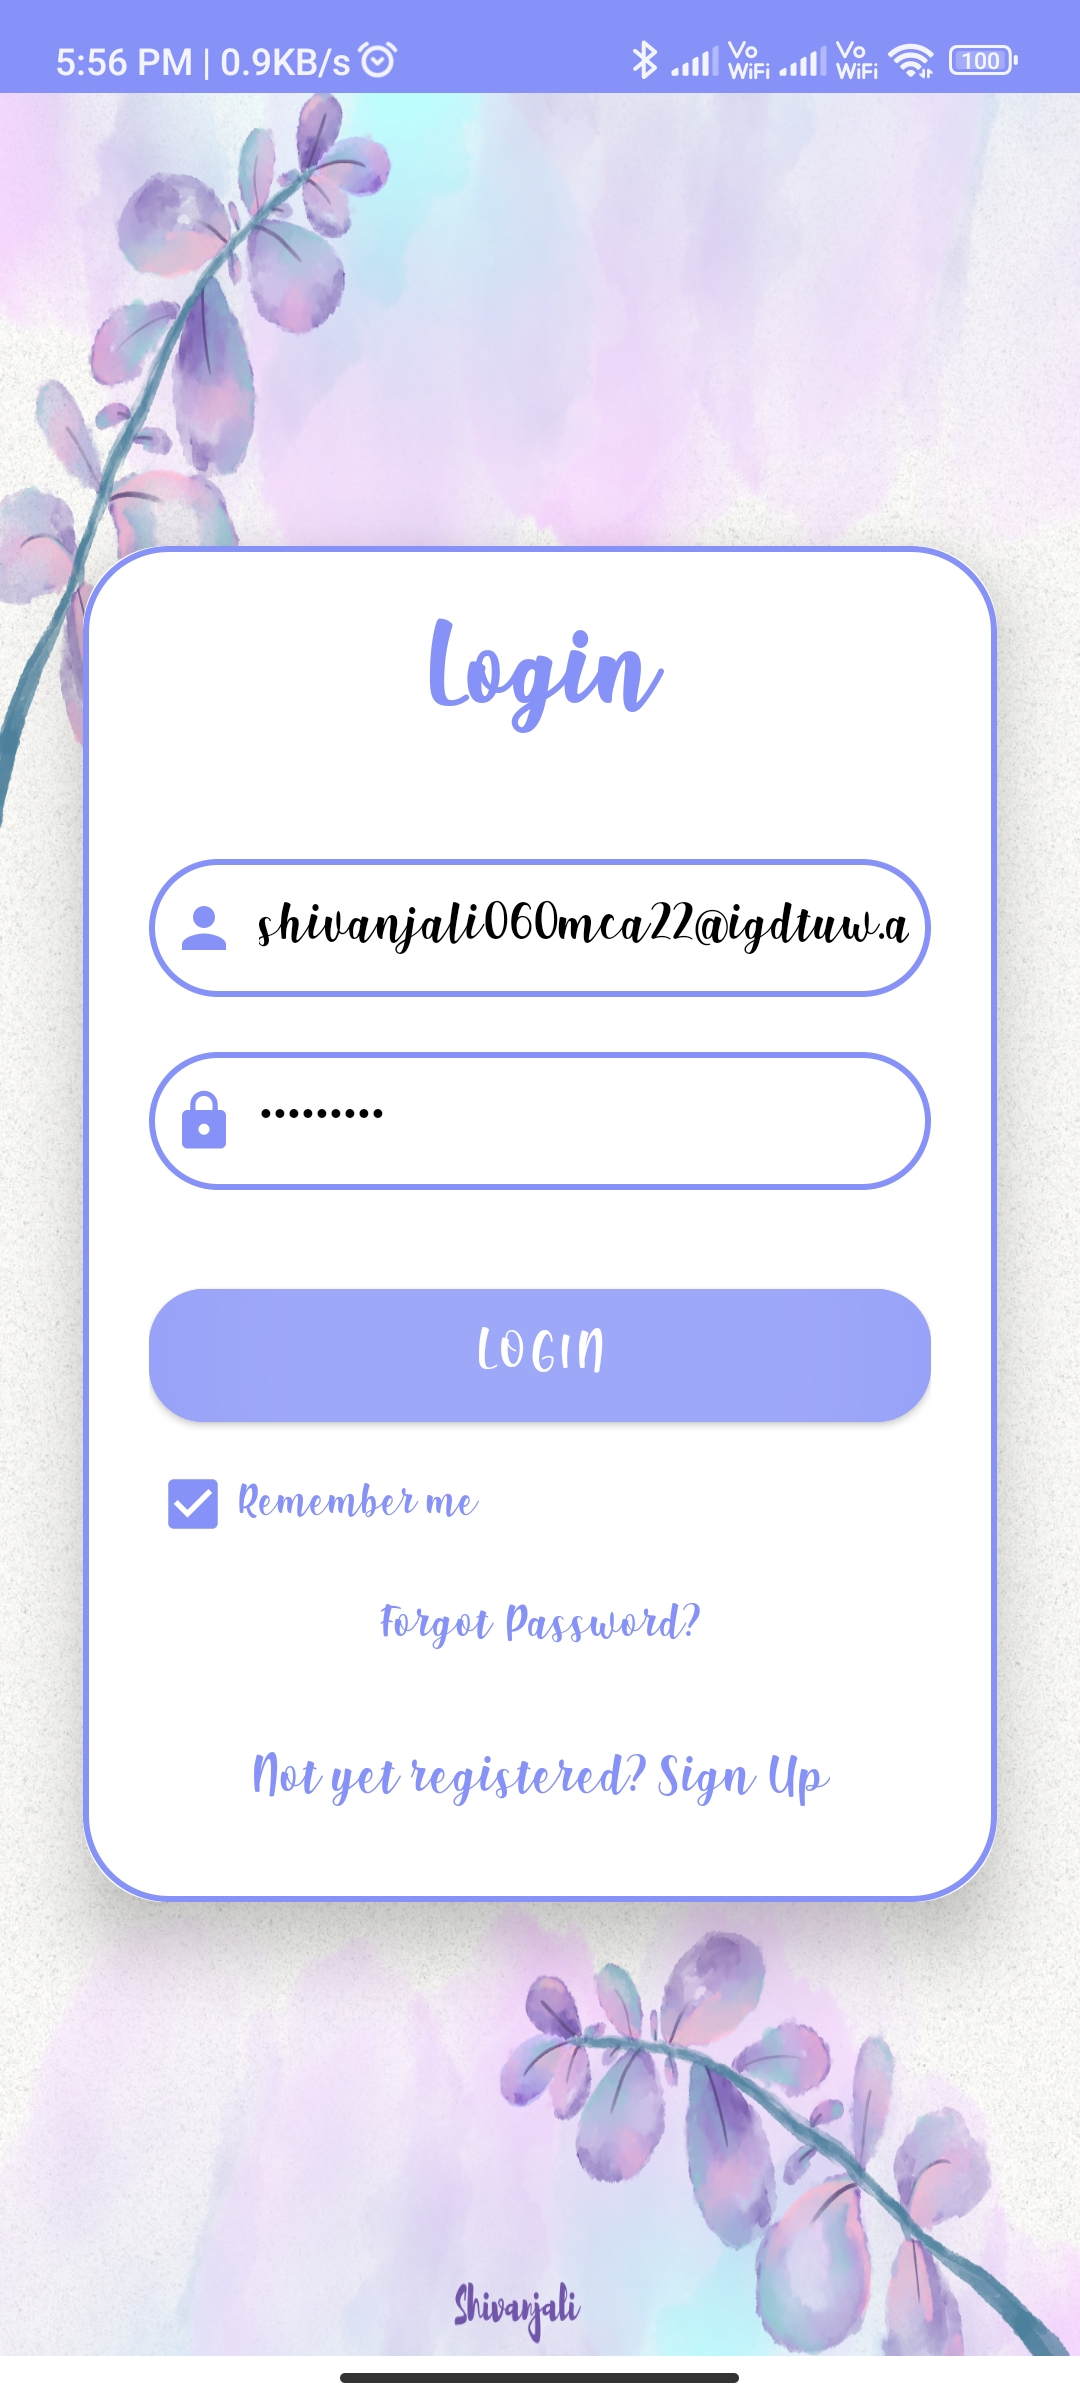 5:56 PM | 0.9KB/s Vo WiFi Vo WiFi 100
Login
shivanjali060mca22@igdtuw.a
•••••••••
LOGIN
Remember me
Forgot Password?
Not yet registered? Sign Up
Shivanjali